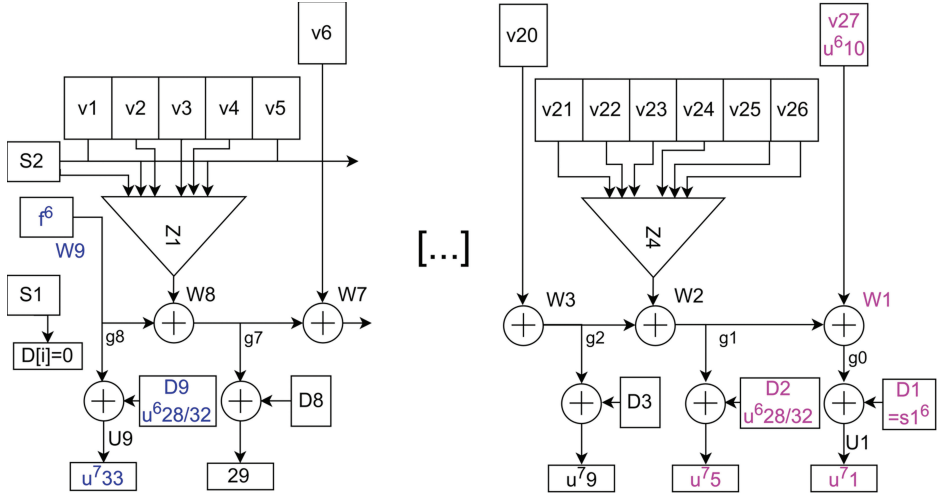 v6
v20
v27
u⁶10
v1 v2 v3 v4 v5
v21 v22 v23 v24 v25 v26
S2
f⁶
Z1
Z4
W9
[...]
S1
W8
W7
W3
W2
W1
g8
g7
g2
g1
g0
D[i]=0
D9
u⁶28/32
D8
D3
D2
u⁶28/32
D1
=s1⁶
U9
U1
u⁷33
29
u⁷9
u⁷5
u⁷1